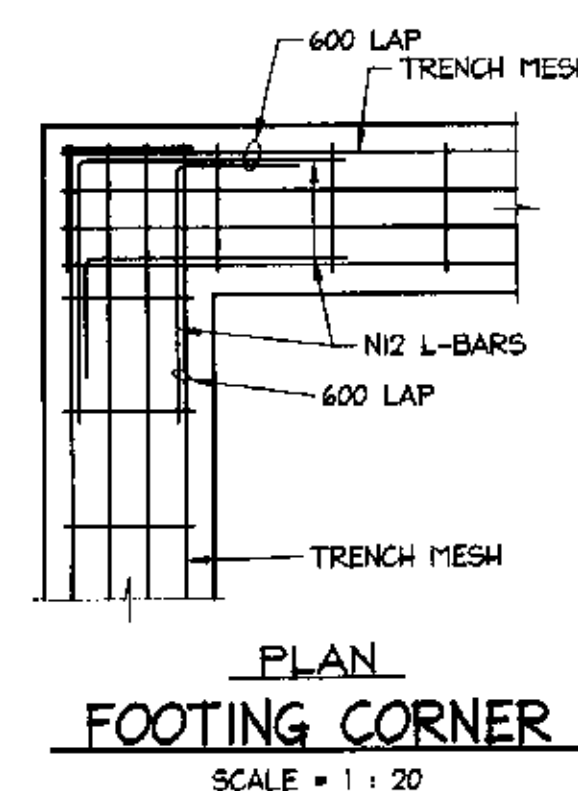 600 LAP
TRENCH MESH
N12 L-BARS
600 LAP
TRENCH MESH
PLAN
FOOTING CORNER
SCALE = 1 : 20